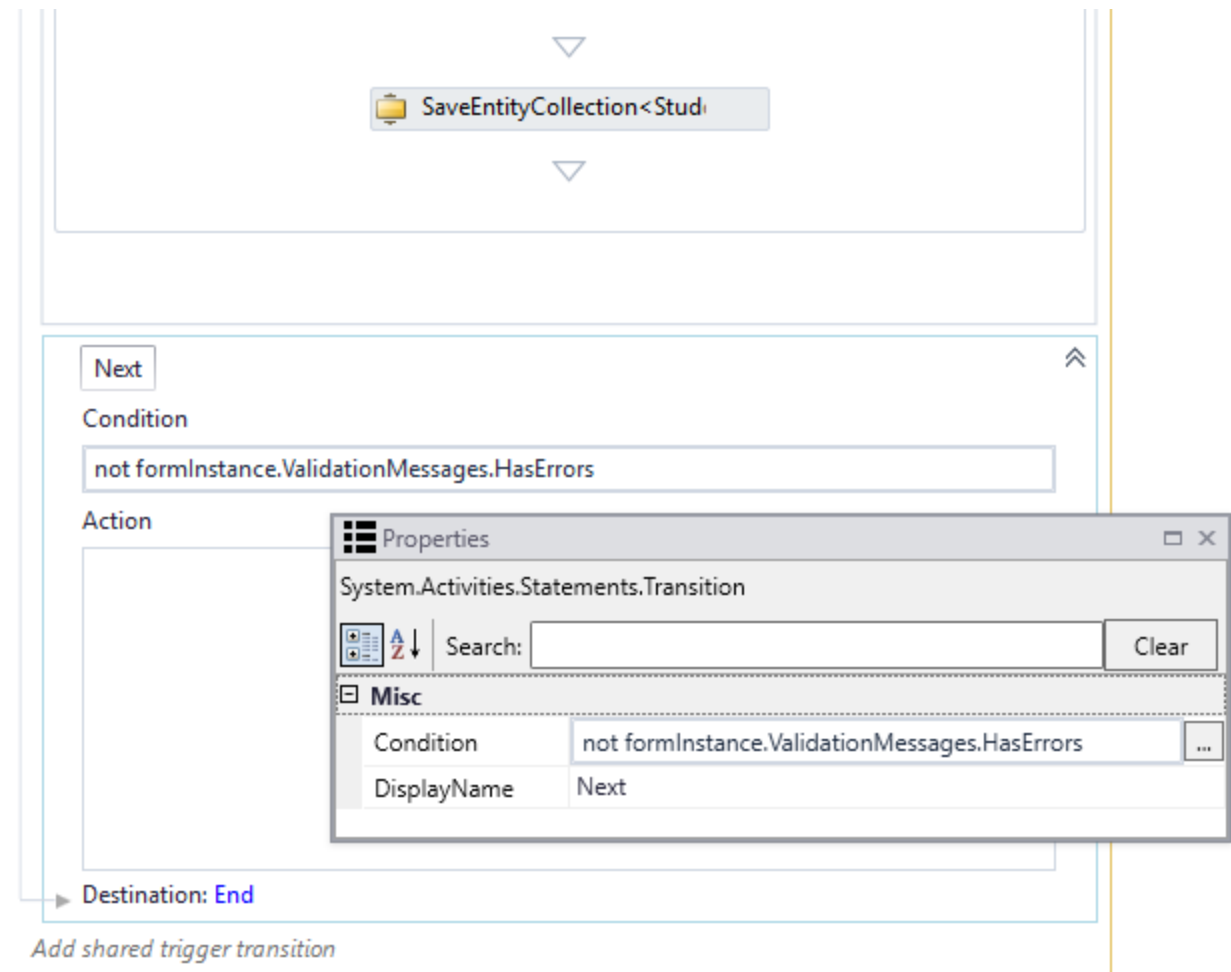 SaveEntityCollection<Stud
Next
Condition
not formInstance.ValidationMessages.HasErrors
Action
Properties
System.Activities.Statements.Transition
A
Z
Search:
Clear
Misc
Condition
not formInstance.ValidationMessages.HasErrors
...
DisplayName
Next
Destination: End
Add shared trigger transition